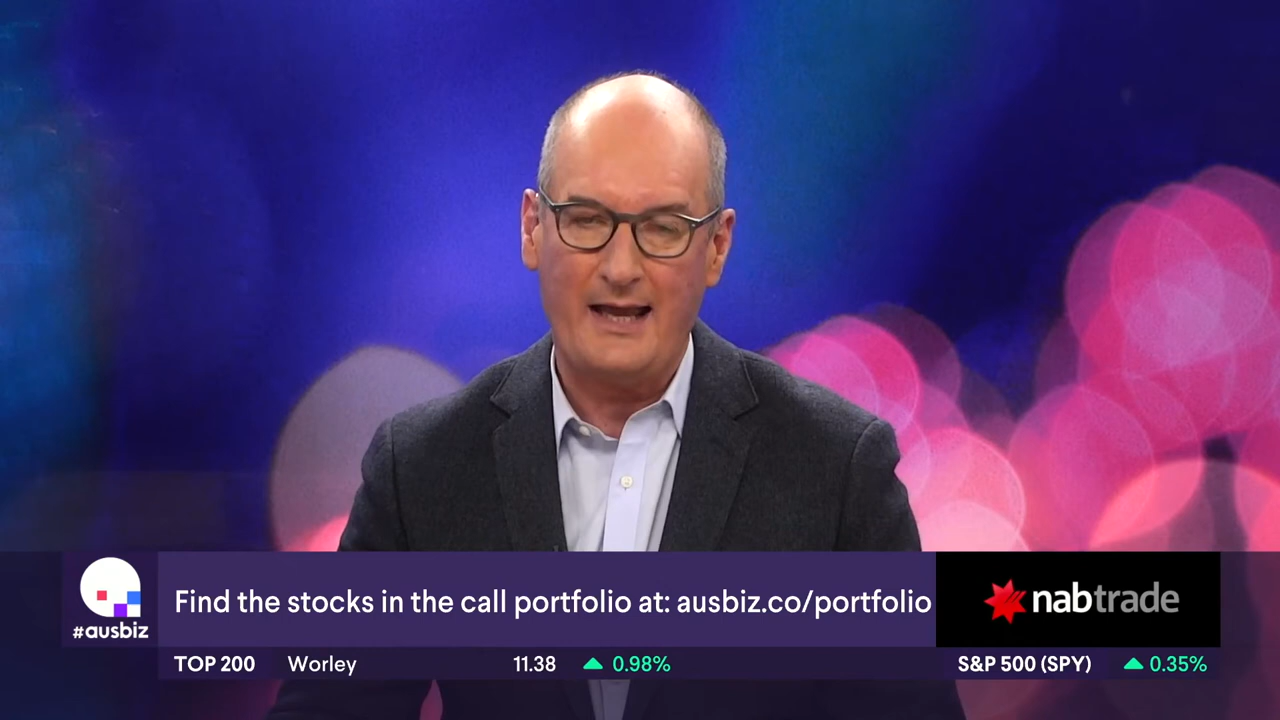 Find the stocks in the call portfolio at: ausbiz.co/portfolio
nabtrade
#ausbiz
TOP 200 Worley 11.38 0.98% S&P 500 (SPY) 0.35%